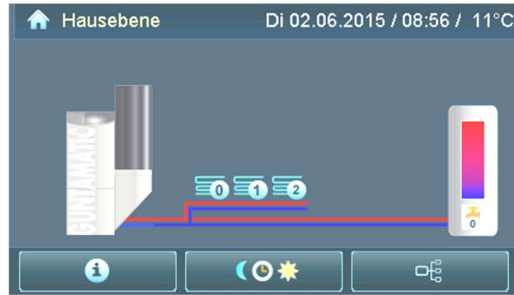 Hausebene
Di 02.06.2015 / 08:56 / 11°C
GUNTAMATIC
0 1 2
0
i